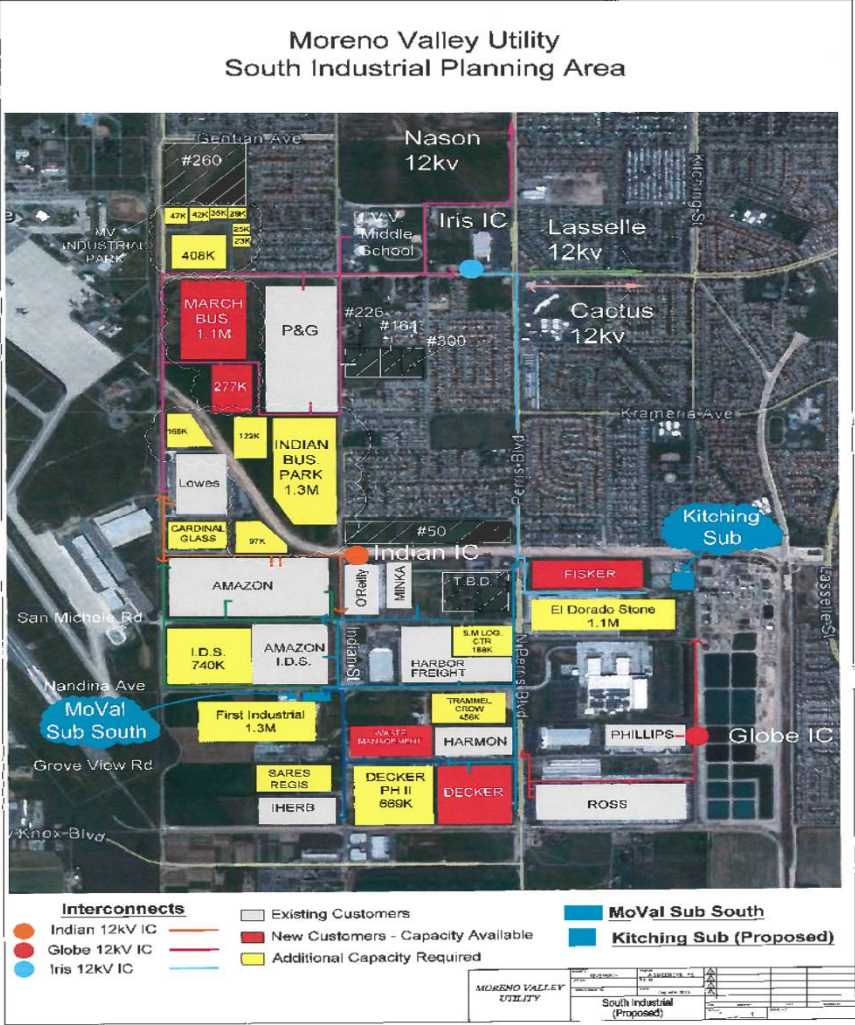 Moreno Valley Utility
South Industrial Planning Area
Gentian Ave
#260
Nason
12kv
Kitching St
47K
42K
35K
29K
25K
23K
408K
MV
INDUSTRIAL
PARK
V.V.
Middle
School
Iris IC
Lasselle
12kv
MARCH
BUS.
1.1M
P&G
#226
#161
#300
Cactus
12kv
277K
Krameria Ave
122K
INDIAN
BUS.
PARK
1.3M
Perris Blvd
Lowes
CARDINAL
GLASS
97K
#50
Indian IC
Kitching
Sub
AMAZON
O'Reilly
MINKA
T.B.D.
FISKER
El Dorado Stone
1.1M
Lasselle St
San Michele Rd
I.D.S.
740K
AMAZON
I.D.S.
Indian St
S.M LOG.
CTR
HARBOR
FREIGHT
N Perris Blvd
Nandina Ave
MoVal
Sub South
First Industrial
1.3M
TRAMMEL
CROW
WASTE
MANAGEMENT
HARMON
PHILLIPS
Globe IC
Grove View Rd
SARES
REGIS
IHERB
DECKER
PH II
669K
DECKER
ROSS
Knox Blvd
Interconnects
Indian 12kV IC
Globe 12kV IC
Iris 12kV IC
Existing Customers
New Customers - Capacity Available
Additional Capacity Required
MoVal Sub South
Kitching Sub (Proposed)
MORENO VALLEY
UTILITY
South Industrial
(Proposed)
1